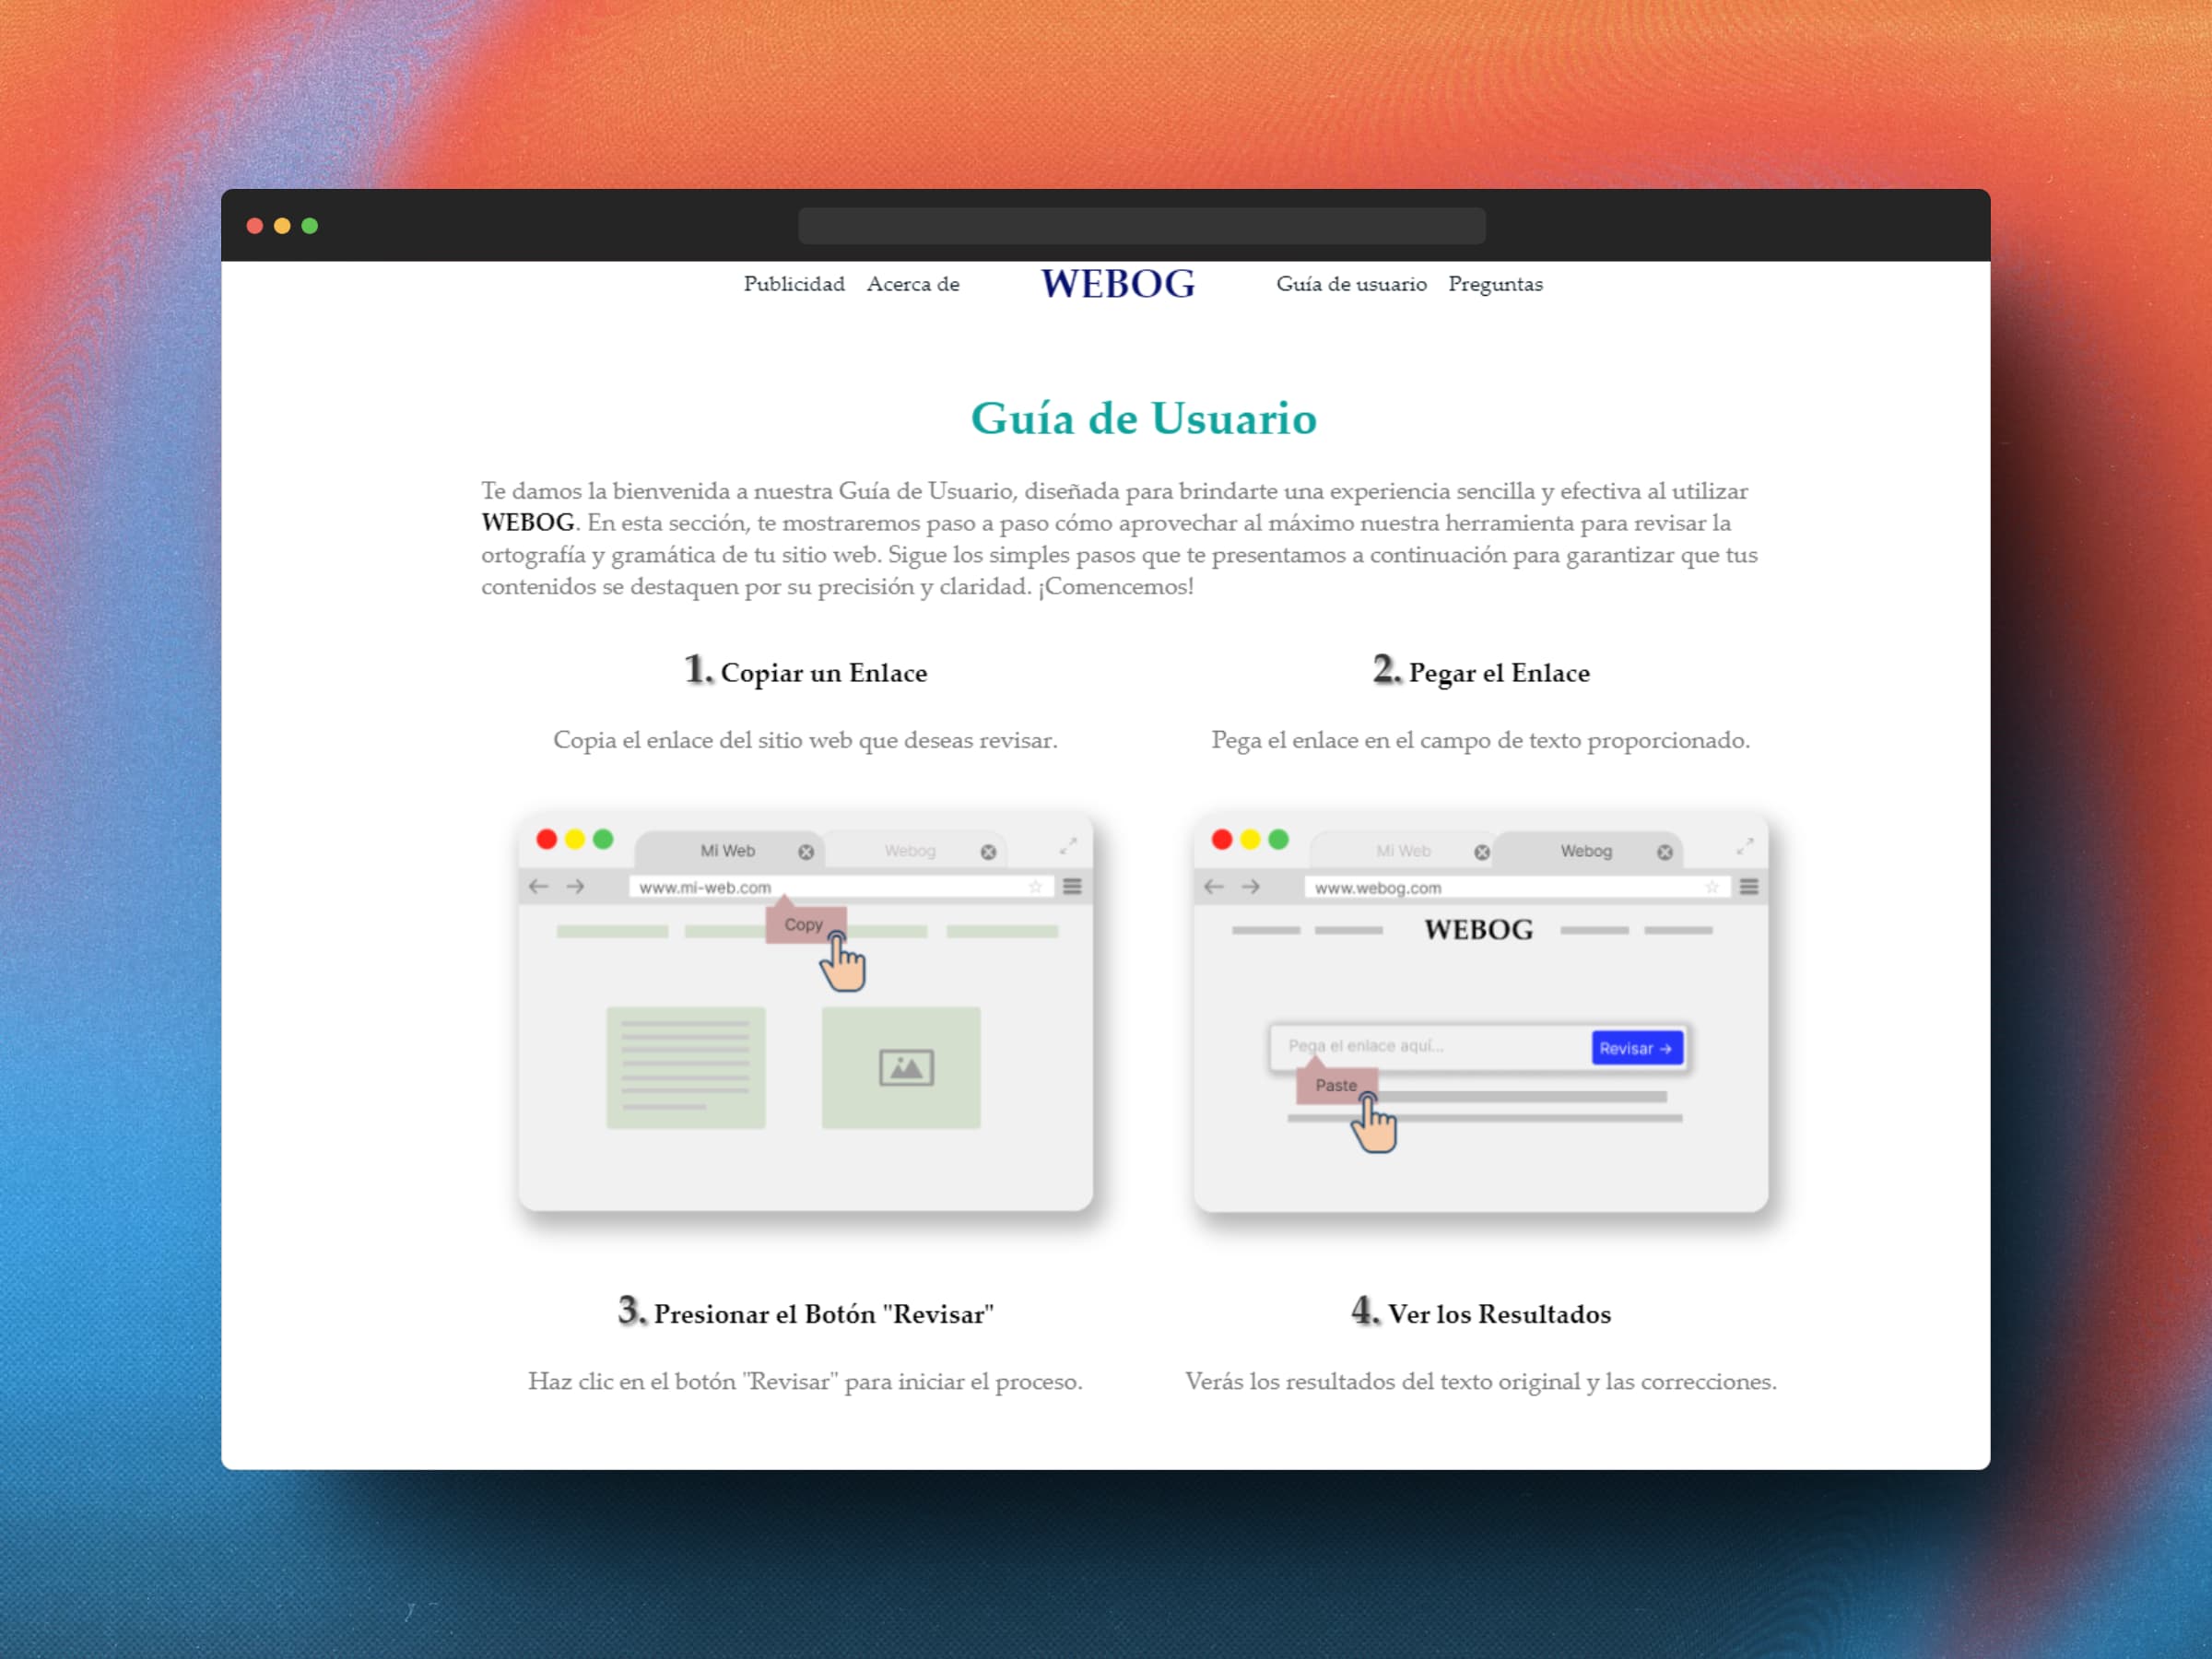 Publicidad Acerca de WEBOG Guía de usuario Preguntas
Guía de Usuario
Te damos la bienvenida a nuestra Guía de Usuario, diseñada para brindarte una experiencia sencilla y efectiva al utilizar
WEBOG. En esta sección, te mostraremos paso a paso cómo aprovechar al máximo nuestra herramienta para revisar la
ortografía y gramática de tu sitio web. Sigue los simples pasos que te presentamos a continuación para garantizar que tus
contenidos se destaquen por su precisión y claridad. ¡Comencemos!
1. Copiar un Enlace
Copia el enlace del sitio web que deseas revisar.
Mi Web Webog
www.mi-web.com
Copy
2. Pegar el Enlace
Pega el enlace en el campo de texto proporcionado.
Mi Web Webog
www.webog.com
WEBOG
Pega el enlace aquí... Revisar →
Paste
3. Presionar el Botón "Revisar"
Haz clic en el botón "Revisar" para iniciar el proceso.
4. Ver los Resultados
Verás los resultados del texto original y las correcciones.